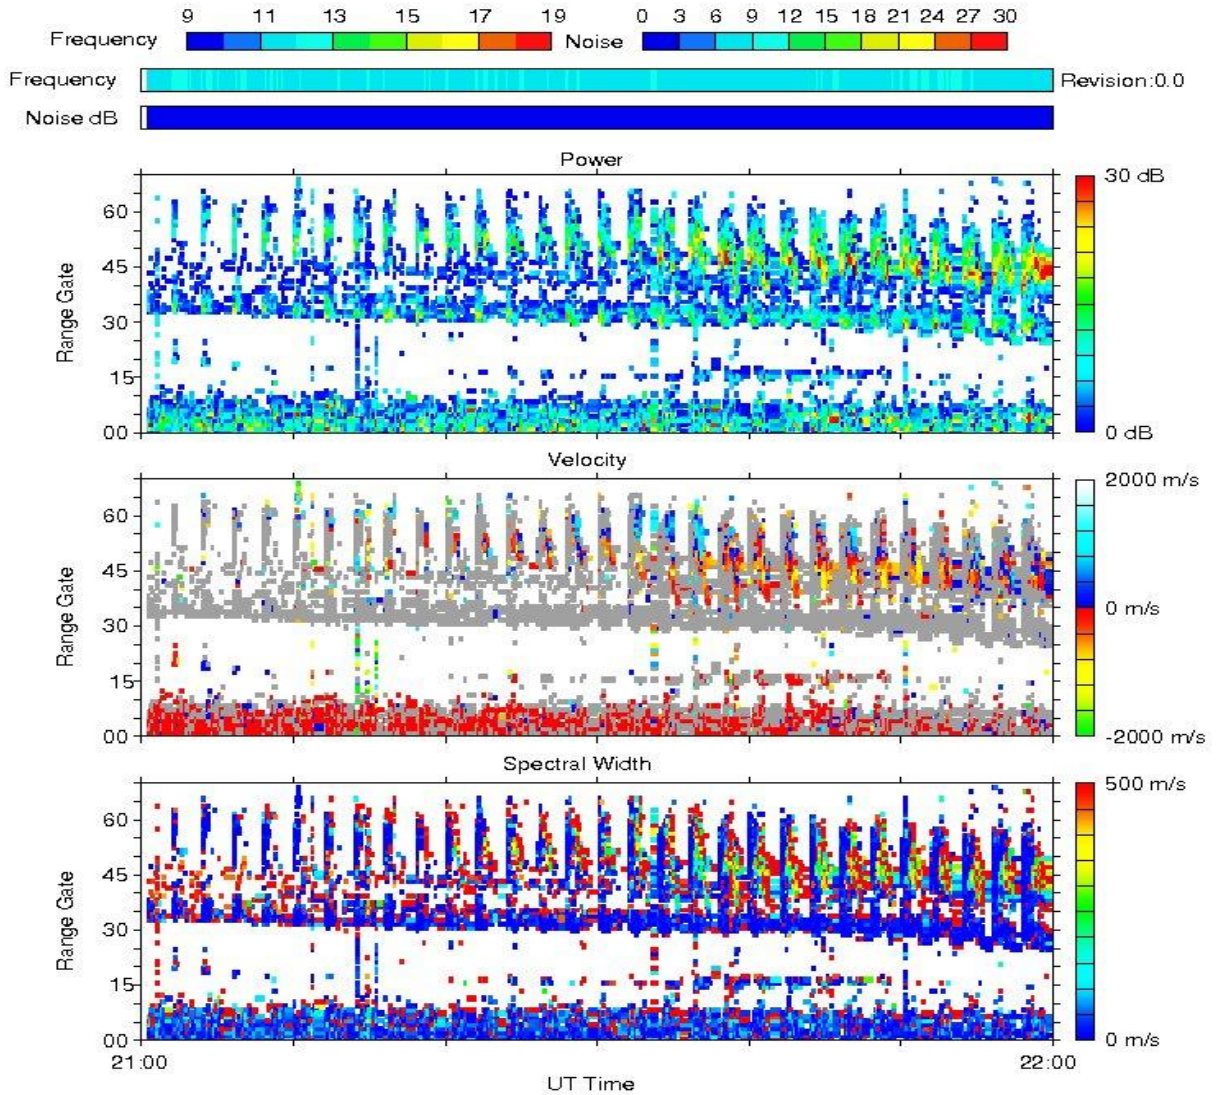 9 11 13 15 17 19 0 3 6 9 12 15 18 21 24 27 30
Frequency Noise
Frequency Revision:0.0
Noise dB
Power
60
45
30
15
00
Range Gate
30 dB
0 dB
Velocity
60
45
30
15
00
Range Gate
2000 m/s
0 m/s
-2000 m/s
Spectral Width
60
45
30
15
00
Range Gate
500 m/s
0 m/s
21:00 22:00
UT Time